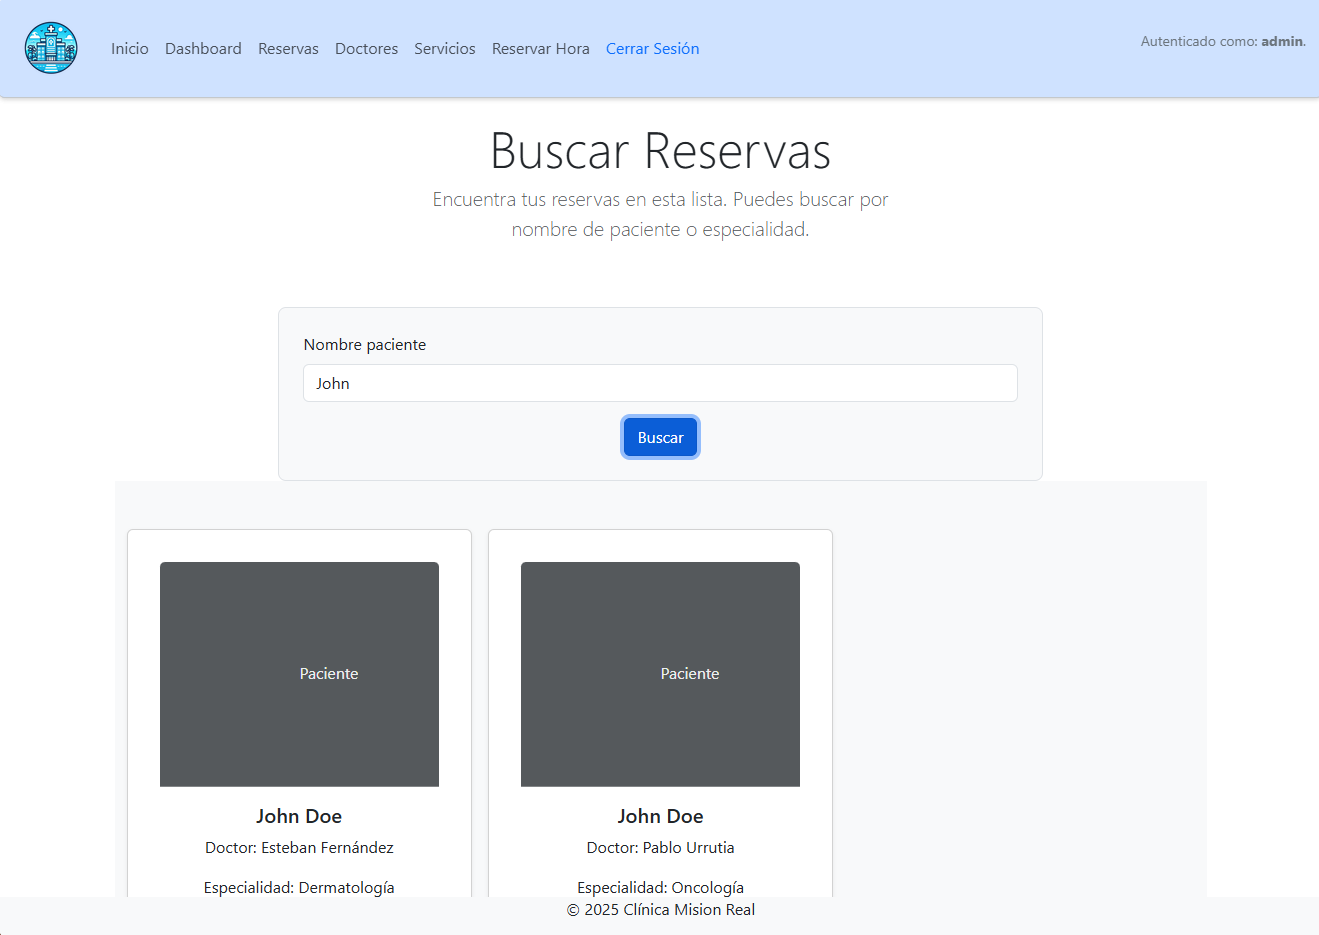 Inicio Dashboard Reservas Doctores Servicios Reservar Hora Cerrar Sesión
Autenticado como: admin.
Buscar Reservas
Encuentra tus reservas en esta lista. Puedes buscar por
nombre de paciente o especialidad.
Nombre paciente
John
Buscar
Paciente
John Doe
Doctor: Esteban Fernández
Especialidad: Dermatología
Paciente
John Doe
Doctor: Pablo Urrutia
Especialidad: Oncología
© 2025 Clínica Mision Real